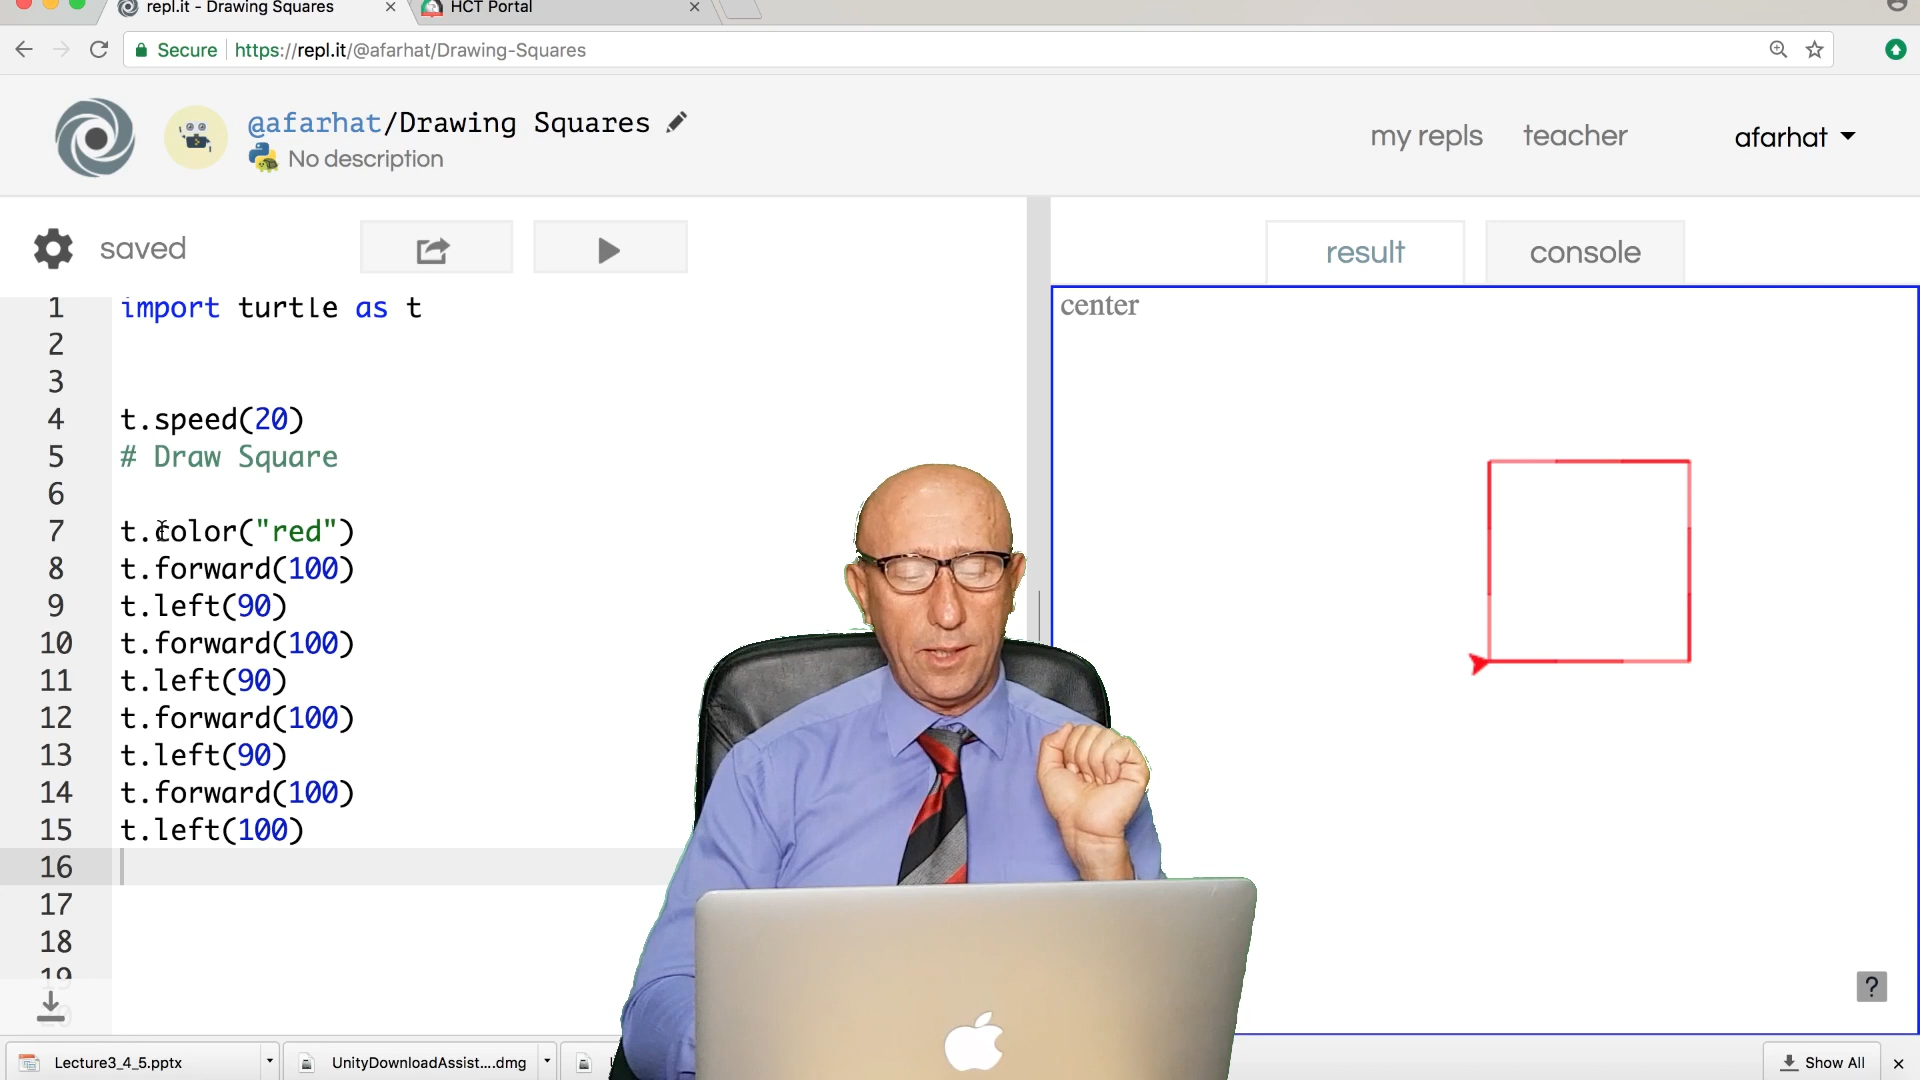 repl.it - Drawing Squares
HCT Portal
Secure https://repl.it/@afarhat/Drawing-Squares
@afarhat/Drawing Squares
No description
my repls teacher afarhat
saved
result console
center
1 import turtle as t
2
3
4 t.speed(20)
5 # Draw Square
6
7 t.color("red")
8 t.forward(100)
9 t.left(90)
10 t.forward(100)
11 t.left(90)
12 t.forward(100)
13 t.left(90)
14 t.forward(100)
15 t.left(100)
16
17
18
19
20
?
Lecture3_4_5.pptx
UnityDownloadAssist....dmg
Show All